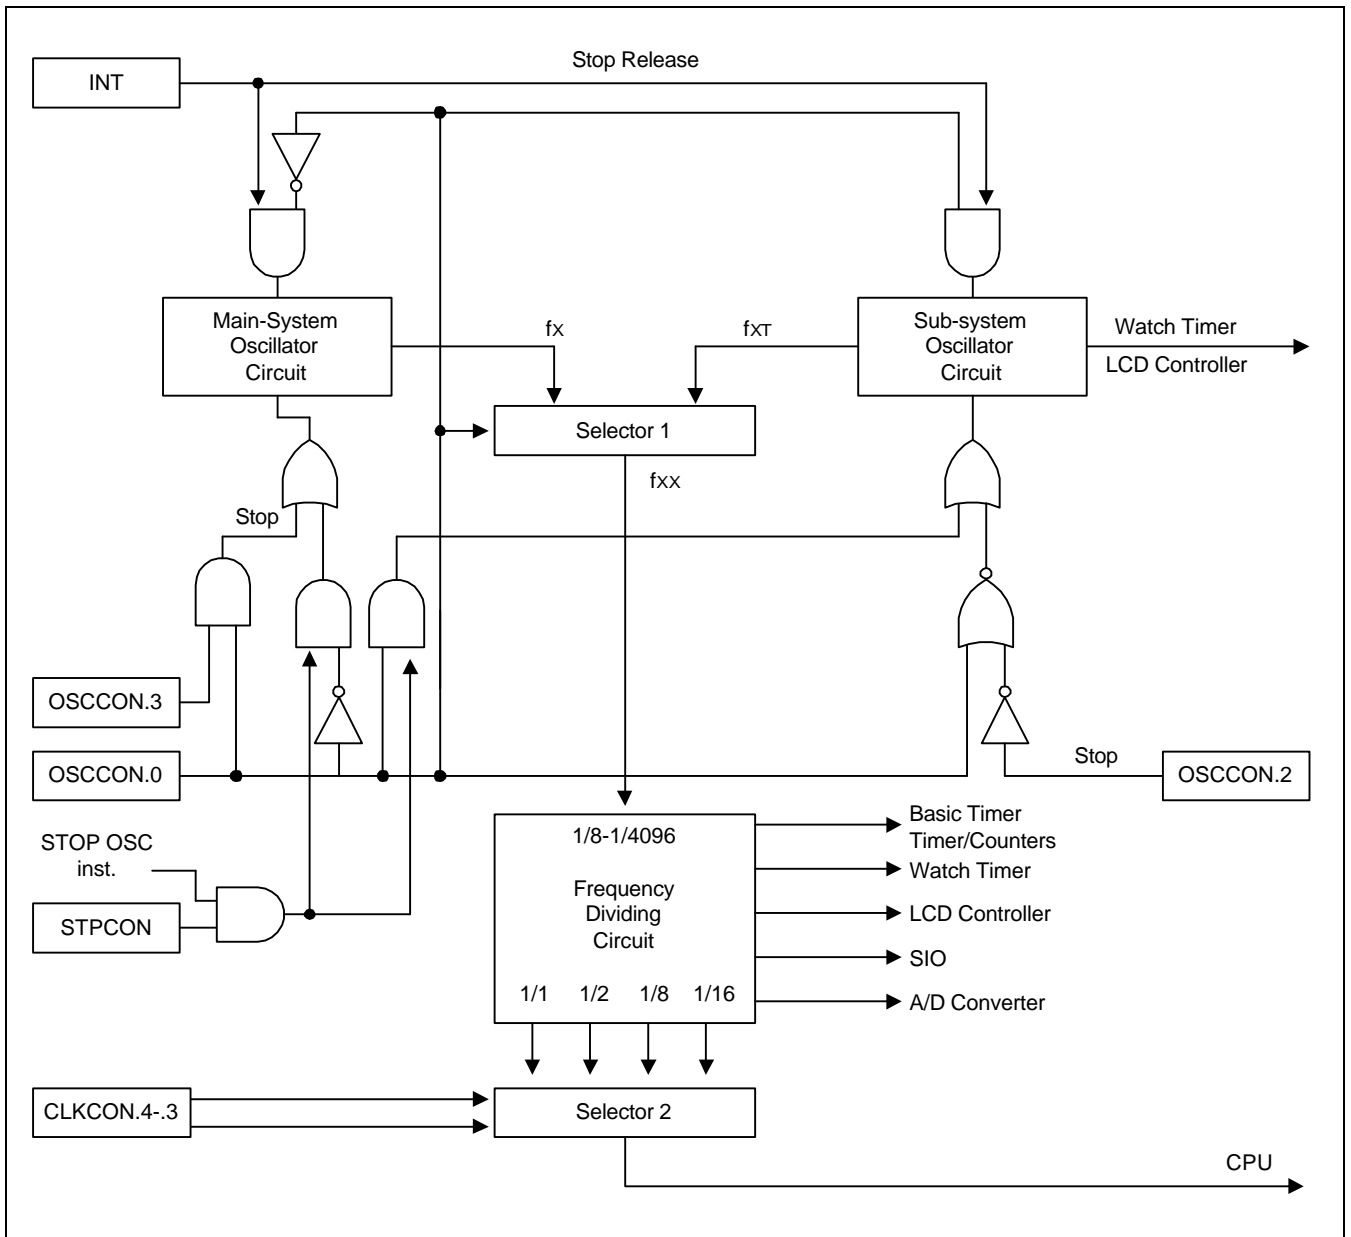 Stop Release
INT
Main-System
Oscillator
Circuit
fX
fXT
Sub-system
Oscillator
Circuit
Watch Timer
LCD Controller
Selector 1
fXX
Stop
OSCCON.3
OSCCON.0
Stop
OSCCON.2
STOP OSC
inst.
STPCON
1/8-1/4096
Frequency
Dividing
Circuit
1/1 1/2 1/8 1/16
Basic Timer
Timer/Counters
Watch Timer
LCD Controller
SIO
A/D Converter
CLKCON.4-.3
Selector 2
CPU